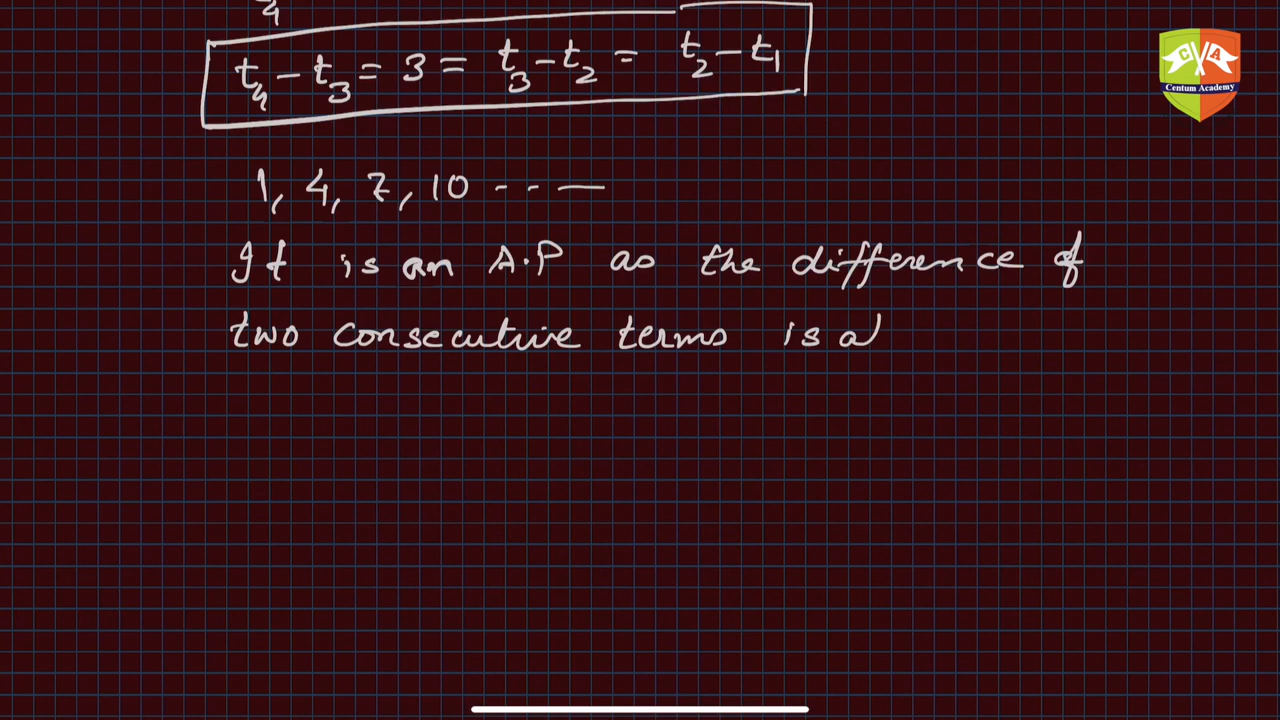 4
t₄ - t₃ = 3 = t₃ - t₂ = t₂ - t₁
C A
Centum Academy
1, 4, 7, 10 - - —
It is an A.P as the difference of
two consecutive terms is a